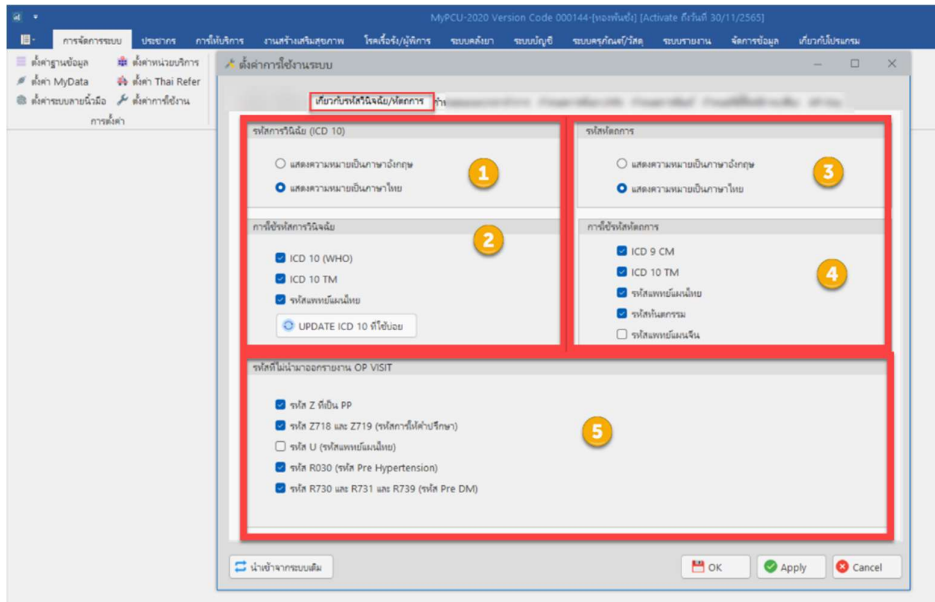 MyPCU-2020 Version Code 000144-[ทองพันชั่ง] [Activate ถึงวันที่ 30/11/2565]
การจัดการระบบ ประชากร การให้บริการ งานสร้างเสริมสุขภาพ โรคเรื้อรัง/ผู้พิการ ระบบคลังยา ระบบบัญชี ระบบครุภัณฑ์/วัสดุ ระบบรายงาน จัดการข้อมูล เกี่ยวกับโปรแกรม
ตั้งค่าฐานข้อมูล ตั้งค่าหน่วยบริการ
ตั้งค่า MyData ตั้งค่า Thai Refer
ตั้งค่าระบบลายนิ้วมือ ตั้งค่าการใช้งาน
การตั้งค่า
ตั้งค่าการใช้งานระบบ
เกี่ยวกับรหัสวินิจฉัย/หัตถการ
รหัสการวินิจฉัย (ICD 10)
แสดงความหมายเป็นภาษาอังกฤษ
แสดงความหมายเป็นภาษาไทย
1
รหัสหัตถการ
แสดงความหมายเป็นภาษาอังกฤษ
แสดงความหมายเป็นภาษาไทย
3
การใช้รหัสการวินิจฉัย
2
ICD 10 (WHO)
ICD 10 TM
รหัสแพทย์แผนไทย
UPDATE ICD 10 ที่ใช้บ่อย
การใช้รหัสหัตถการ
ICD 9 CM
ICD 10 TM
4
รหัสแพทย์แผนไทย
รหัสทันตกรรม
รหัสแพทย์แผนจีน
รหัสที่ไม่นำมาออกรายงาน OP VISIT
รหัส Z ที่เป็น PP
รหัส Z718 และ Z719 (รหัสการให้คำปรึกษา)
5
รหัส U (รหัสแพทย์แผนไทย)
รหัส R030 (รหัส Pre Hypertension)
รหัส R730 และ R731 และ R739 (รหัส Pre DM)
นำเข้าจากระบบเดิม
OK
Apply
Cancel